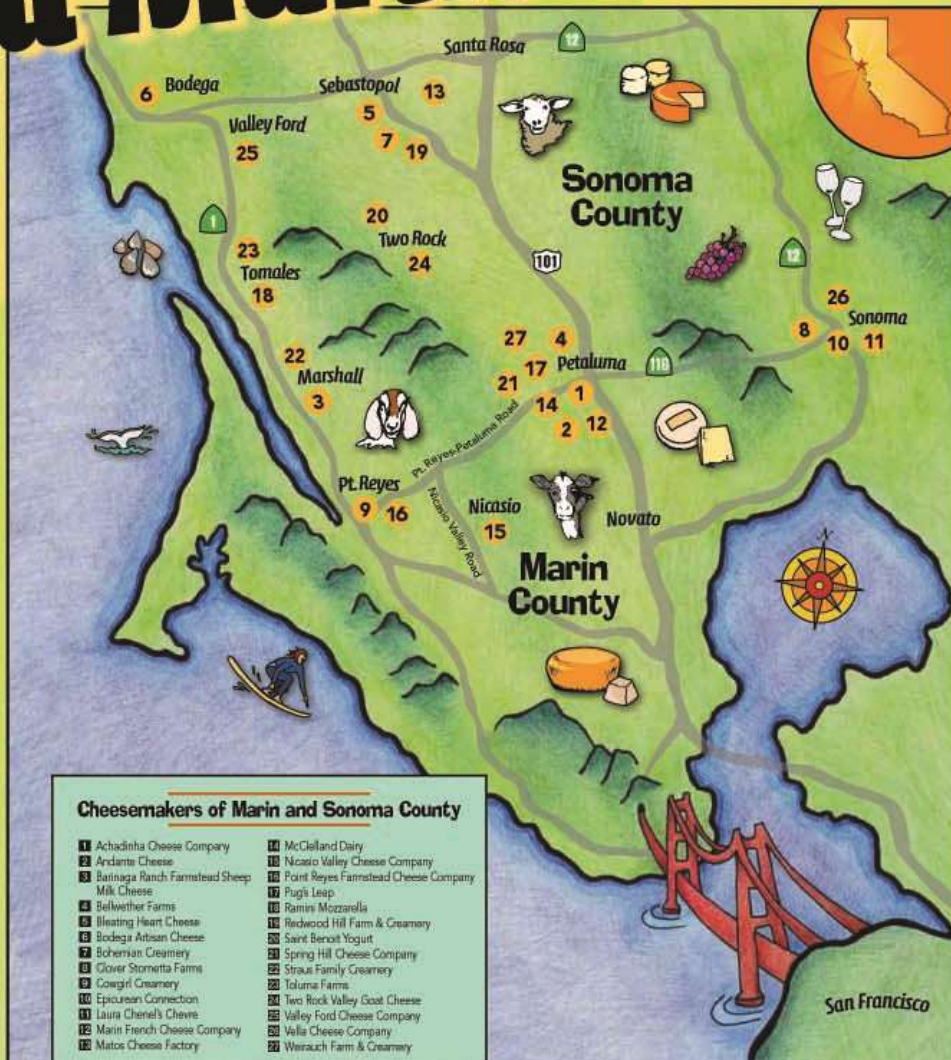 Santa Rosa
12
6 Bodega
Sebastopol
13
5
Valley Ford
25
7
19
Sonoma
County
1
20
Two Rock
24
23
Tomales
18
101
12
26
Sonoma
8
10
11
27
4
17
Petaluma
116
21
1
14
2
12
22
Marshall
3
Pt. Reyes-Petaluma Road
Pt. Reyes
9
16
Nicasio Valley Road
Nicasio
15
Novato
Marin
County
N
San Francisco
Cheesemakers of Marin and Sonoma County
1 Achadinha Cheese Company
2 Andante Cheese
3 Barinaga Ranch Farmstead Sheep
Milk Cheese
4 Bellwether Farms
5 Bleating Heart Cheese
6 Bodega Artisan Cheese
7 Bohemian Creamery
8 Clover Stornetta Farms
9 Cowgirl Creamery
10 Epicurean Connection
11 Laura Chenel's Chevre
12 Marin French Cheese Company
13 Matos Cheese Factory
14 McClelland Dairy
15 Nicasio Valley Cheese Company
16 Point Reyes Farmstead Cheese Company
17 Pug's Leap
18 Ramini Mozzarella
19 Redwood Hill Farm & Creamery
20 Saint Benoit Yogurt
21 Spring Hill Cheese Company
22 Straus Family Creamery
23 Toluma Farms
24 Two Rock Valley Goat Cheese
25 Valley Ford Cheese Company
26 Vella Cheese Company
27 Weirauch Farm & Creamery